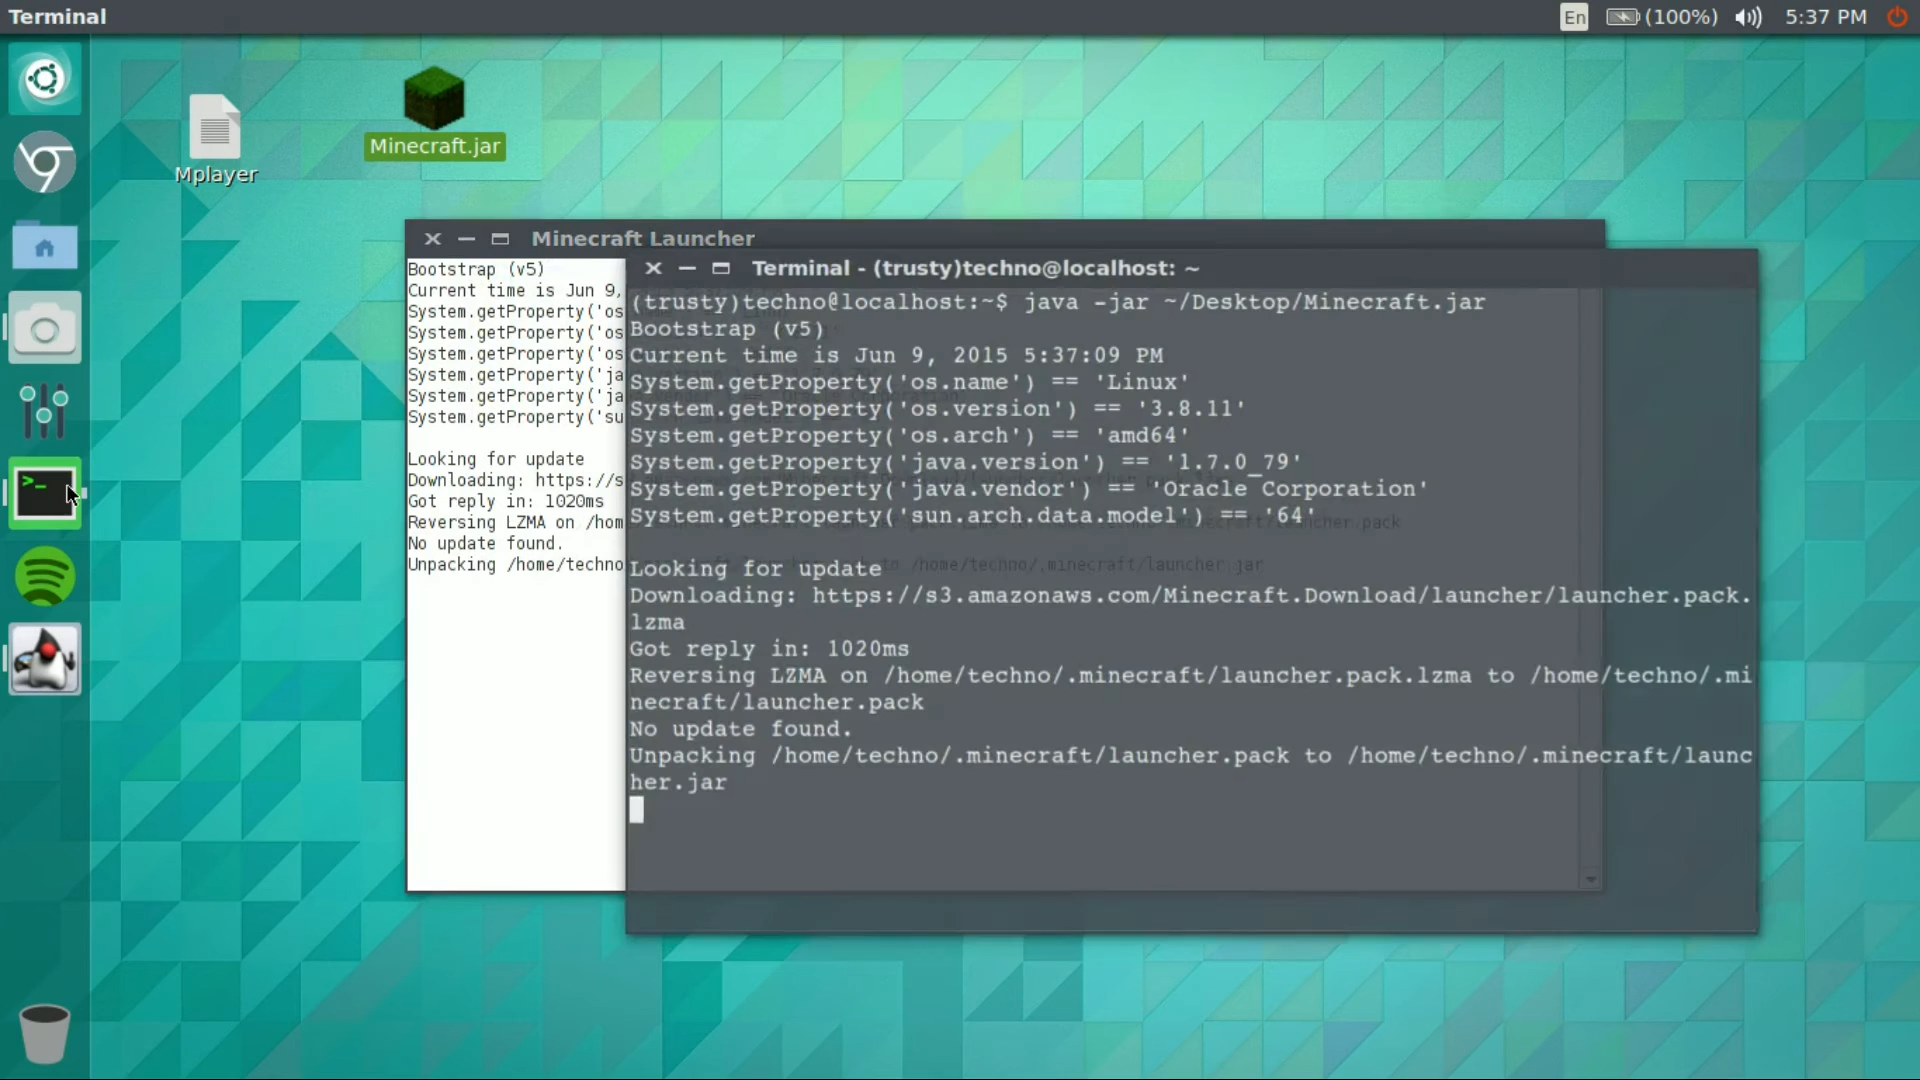 Terminal
En
(100%)
5:37 PM
Mplayer
Minecraft.jar
Minecraft Launcher
Bootstrap (v5)
Current time is Jun 9,
System.getProperty('os
System.getProperty('os
System.getProperty('os
System.getProperty('ja
System.getProperty('ja
System.getProperty('su
Looking for update
Downloading: https://s
Got reply in: 1020ms
Reversing LZMA on /hom
No update found.
Unpacking /home/techno
Terminal - (trusty)techno@localhost: ~
(trusty)techno@localhost:~$ java -jar ~/Desktop/Minecraft.jar
Bootstrap (v5)
Current time is Jun 9, 2015 5:37:09 PM
System.getProperty('os.name') == 'Linux'
System.getProperty('os.version') == '3.8.11'
System.getProperty('os.arch') == 'amd64'
System.getProperty('java.version') == '1.7.0_79'
System.getProperty('java.vendor') == 'Oracle Corporation'
System.getProperty('sun.arch.data.model') == '64'
Looking for update
Downloading: https://s3.amazonaws.com/Minecraft.Download/launcher/launcher.pack.
lzma
Got reply in: 1020ms
Reversing LZMA on /home/techno/.minecraft/launcher.pack.lzma to /home/techno/.mi
necraft/launcher.pack
No update found.
Unpacking /home/techno/.minecraft/launcher.pack to /home/techno/.minecraft/launc
her.jar